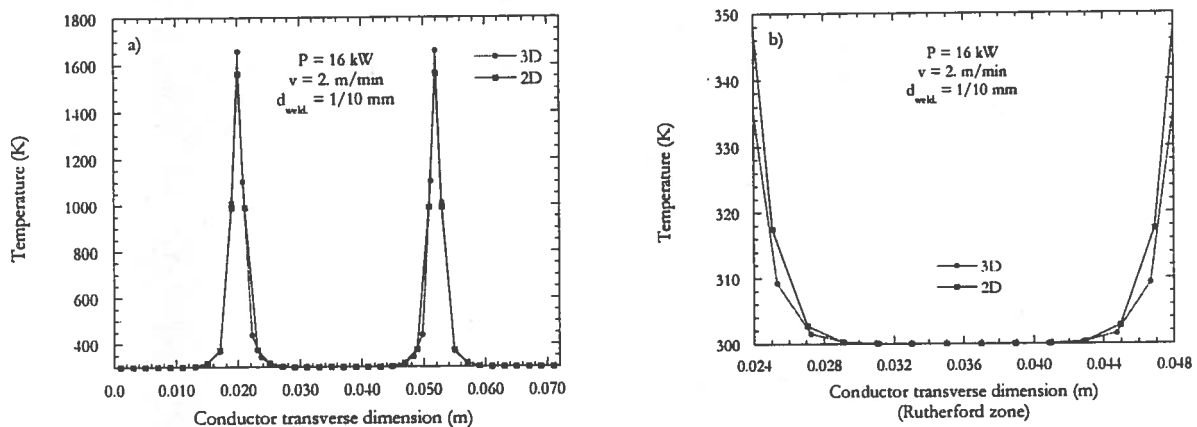 a)
P = 16 kW
v = 2. m/min
d weld. = 1/10 mm
3D
2D
1800
1600
1400
1200
1000
800
600
400
Temperature (K)
0.0
0.010
0.020
0.030
0.040
0.050
0.060
0.070
Conductor transverse dimension (m)
b)
P = 16 kW
v = 2. m/min
d weld. = 1/10 mm
3D
2D
350
340
330
320
310
300
Temperature (K)
0.024
0.028
0.032
0.036
0.040
0.044
0.048
Conductor transverse dimension (m)
(Rutherford zone)